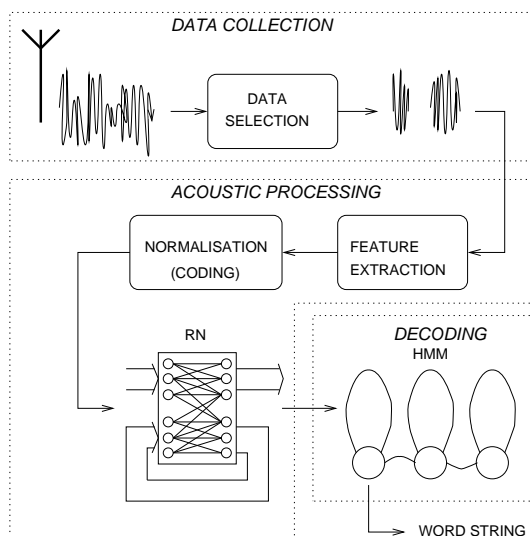 DATA COLLECTION
DATA
SELECTION
ACOUSTIC PROCESSING
NORMALISATION
(CODING)
FEATURE
EXTRACTION
RN
DECODING
HMM
WORD STRING